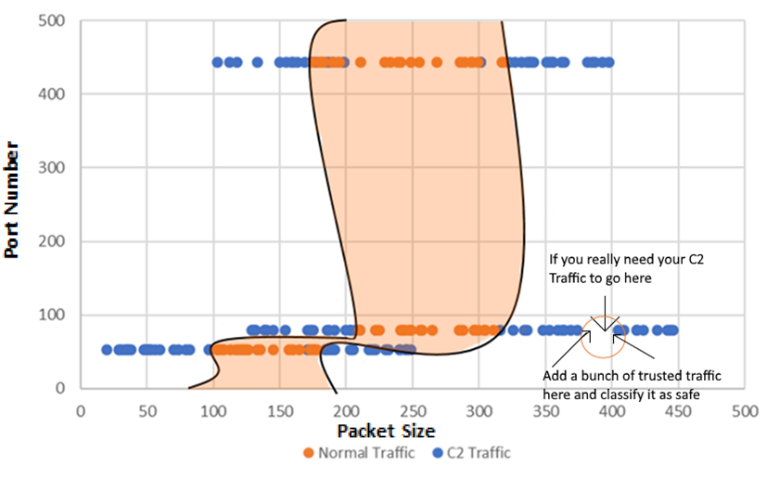 500
400
300
200
100
0
Port Number
If you really need your C2
Traffic to go here
Add a bunch of trusted traffic
here and classify it as safe
0 50 100 150 200 250 300 350 400 450 500
Packet Size
Normal Traffic C2 Traffic